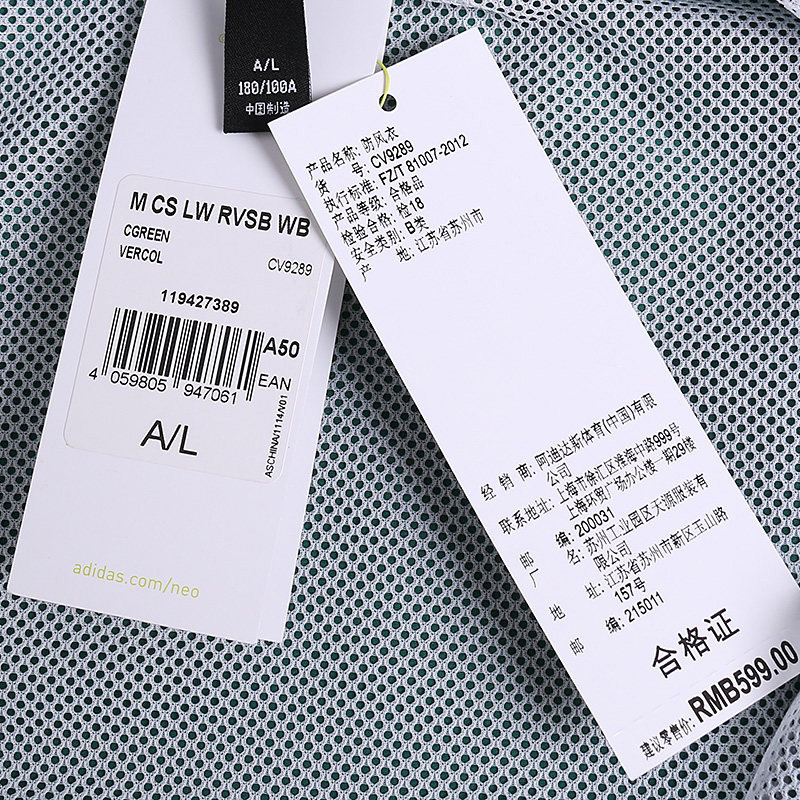 A/L
180/100A
中国制造
M CS LW RVSB WB
CGREEN
VERCOL
CV9289
119427389
A50
4 059805 947061
EAN
A/L
ASCHINA/1114/V01
adidas.com/neo
产品名称: 防风衣
货 号: CV9289
执行标准: FZ/T 81007-2012
产品等级: 合格品
检验合格: 检18
安全类别: B类
产 地: 江苏省苏州市
经 销 商: 阿迪达斯体育(中国)有限
公司
联系地址: 上海市徐汇区淮海中路999号
上海环贸广场办公楼一期29楼
邮 编: 200031
厂 名: 苏州工业园区天源服装有
限公司
地 址: 江苏省苏州市新区玉山路
157号
邮 编: 215011
合格证
建议零售价: RMB599.00